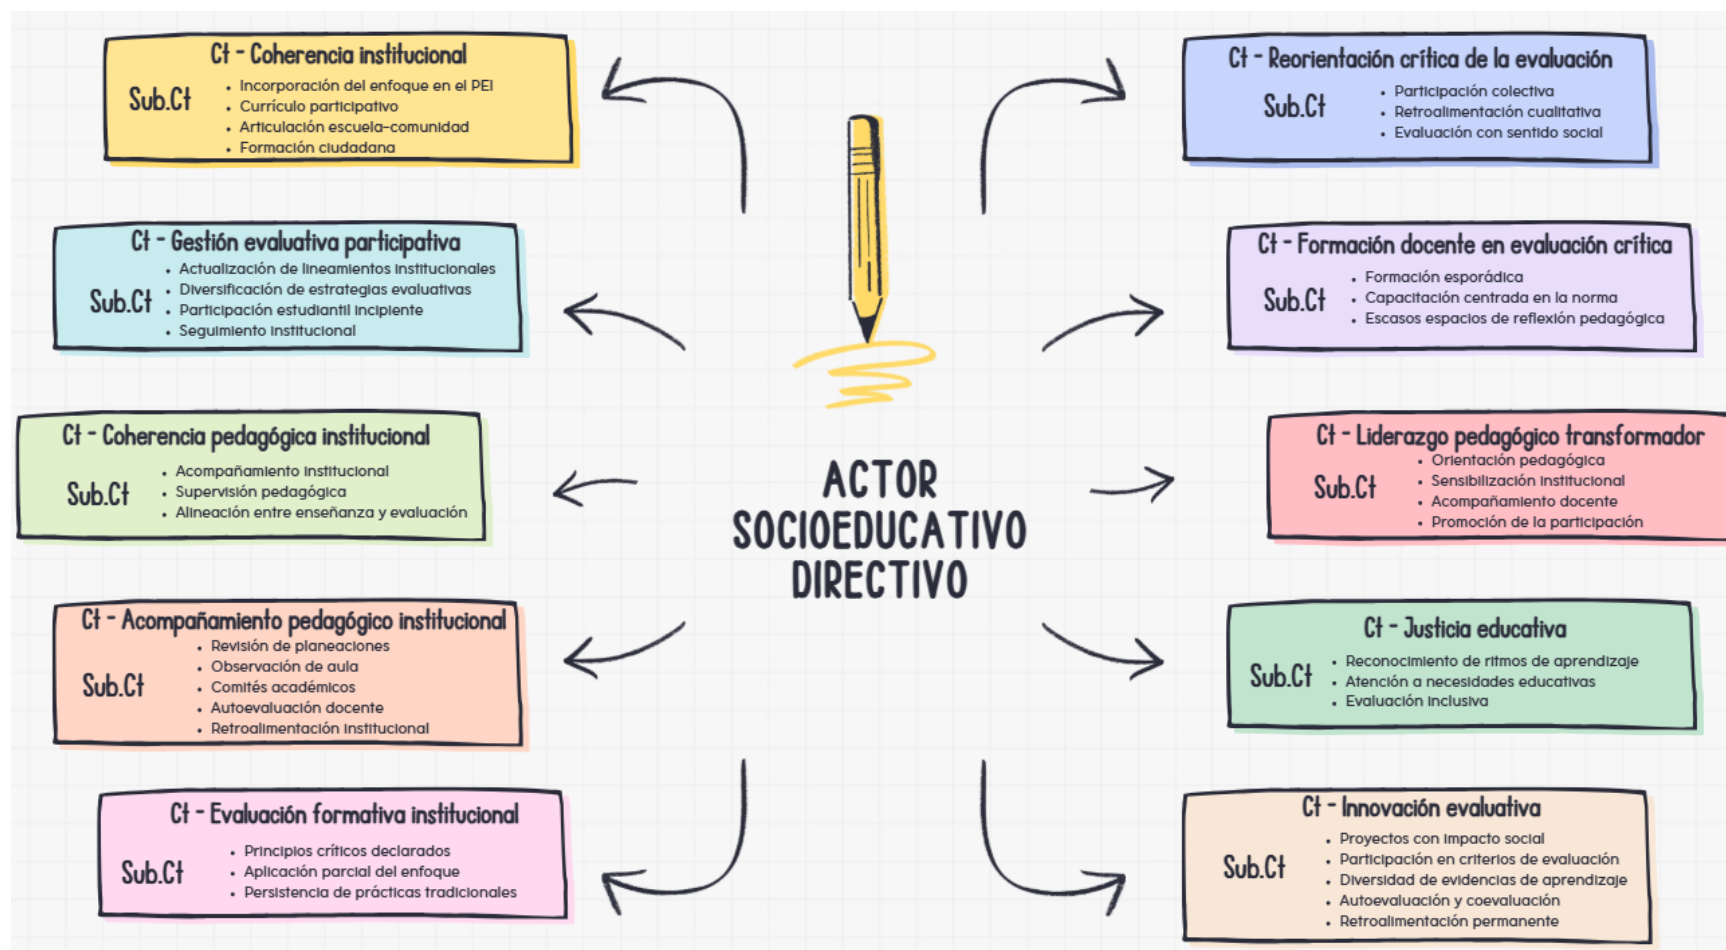 Ct - Coherencia institucional
Sub.Ct
• Incorporación del enfoque en el PEI
• Currículo participativo
• Articulación escuela-comunidad
• Formación ciudadana
Ct - Gestión evaluativa participativa
Sub.Ct
• Actualización de lineamientos institucionales
• Diversificación de estrategias evaluativas
• Participación estudiantil incipiente
• Seguimiento institucional
Ct - Coherencia pedagógica institucional
Sub.Ct
• Acompañamiento institucional
• Supervisión pedagógica
• Alineación entre enseñanza y evaluación
Ct - Acompañamiento pedagógico institucional
Sub.Ct
• Revisión de planeaciones
• Observación de aula
• Comités académicos
• Autoevaluación docente
• Retroalimentación institucional
Ct - Evaluación formativa institucional
Sub.Ct
• Principios críticos declarados
• Aplicación parcial del enfoque
• Persistencia de prácticas tradicionales
ACTOR
SOCIOEDUCATIVO
DIRECTIVO
Ct - Reorientación crítica de la evaluación
Sub.Ct
• Participación colectiva
• Retroalimentación cualitativa
• Evaluación con sentido social
Ct - Formación docente en evaluación crítica
Sub.Ct
• Formación esporádica
• Capacitación centrada en la norma
• Escasos espacios de reflexión pedagógica
Ct - Liderazgo pedagógico transformador
Sub.Ct
• Orientación pedagógica
• Sensibilización institucional
• Acompañamiento docente
• Promoción de la participación
Ct - Justicia educativa
Sub.Ct
• Reconocimiento de ritmos de aprendizaje
• Atención a necesidades educativas
• Evaluación inclusiva
Ct - Innovación evaluativa
Sub.Ct
• Proyectos con impacto social
• Participación en criterios de evaluación
• Diversidad de evidencias de aprendizaje
• Autoevaluación y coevaluación
• Retroalimentación permanente